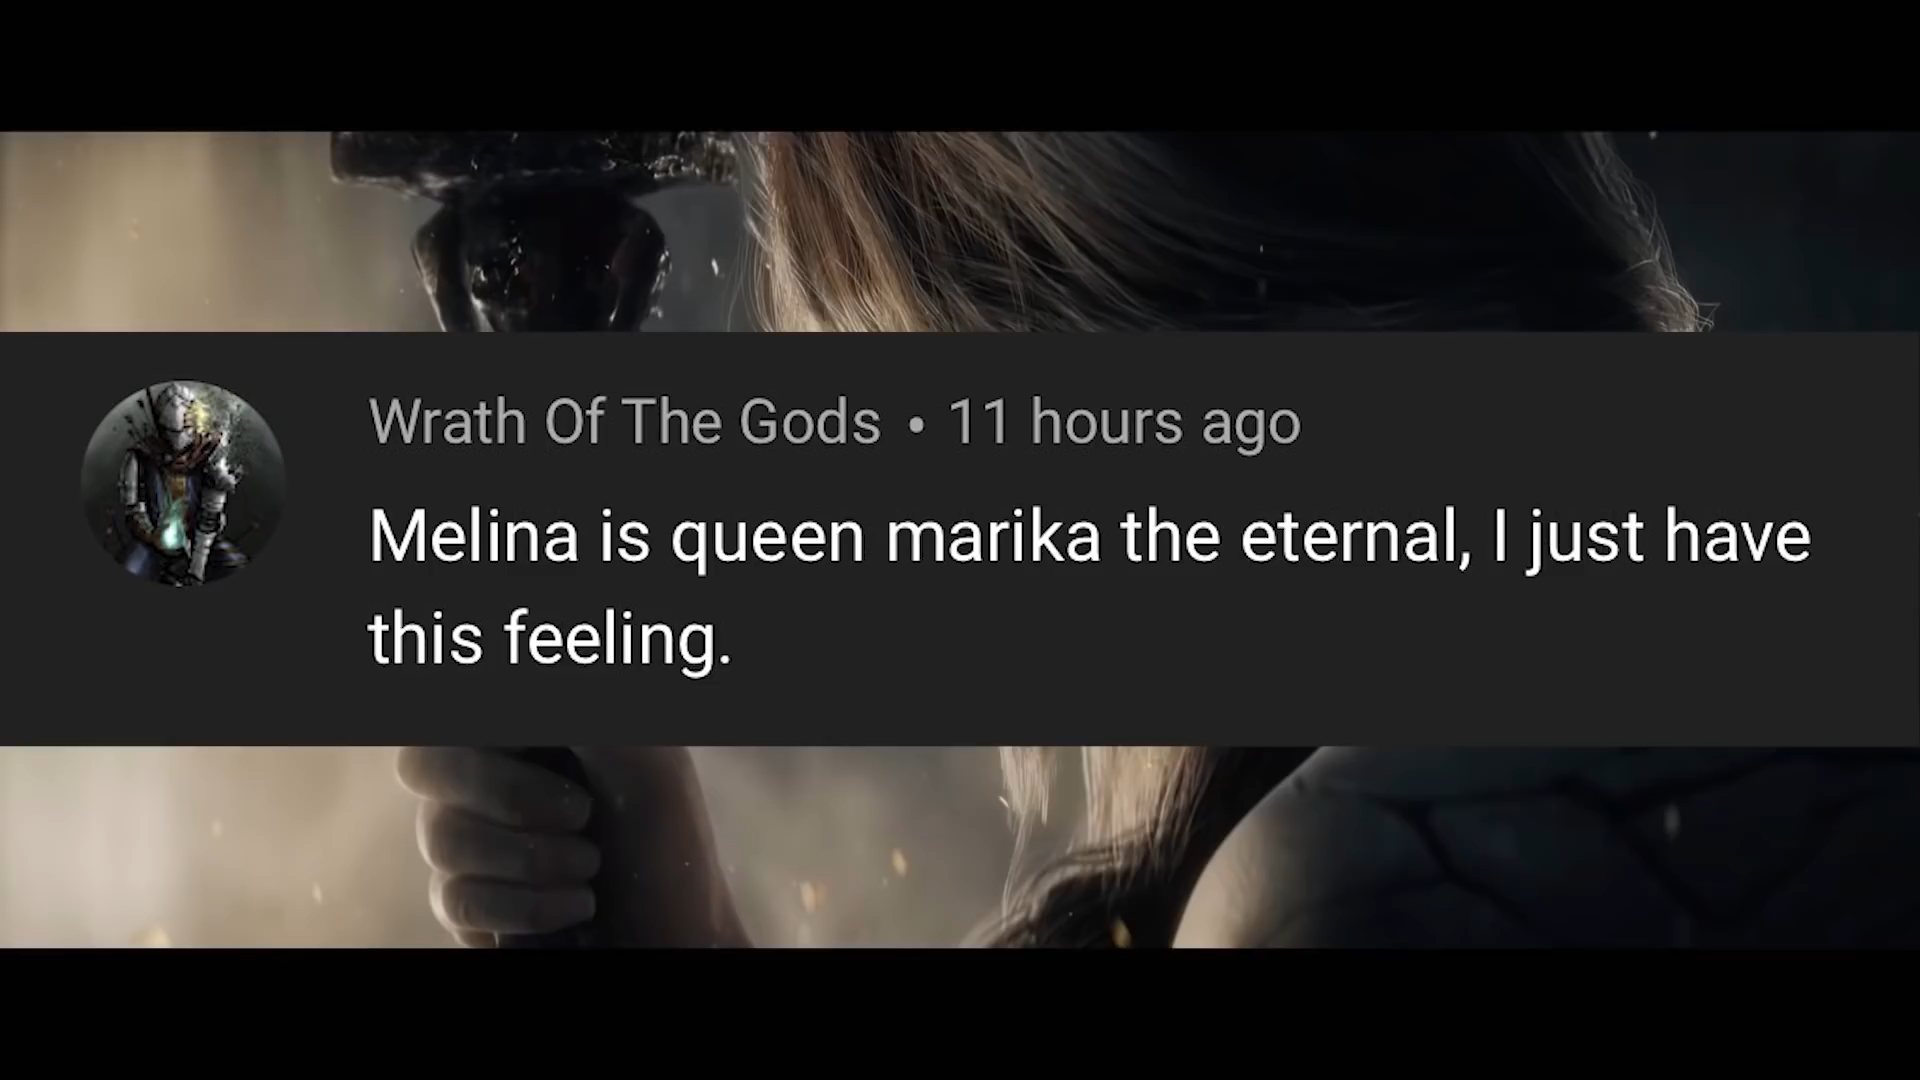 Wrath Of The Gods • 11 hours ago
Melina is queen marika the eternal, I just have
this feeling.